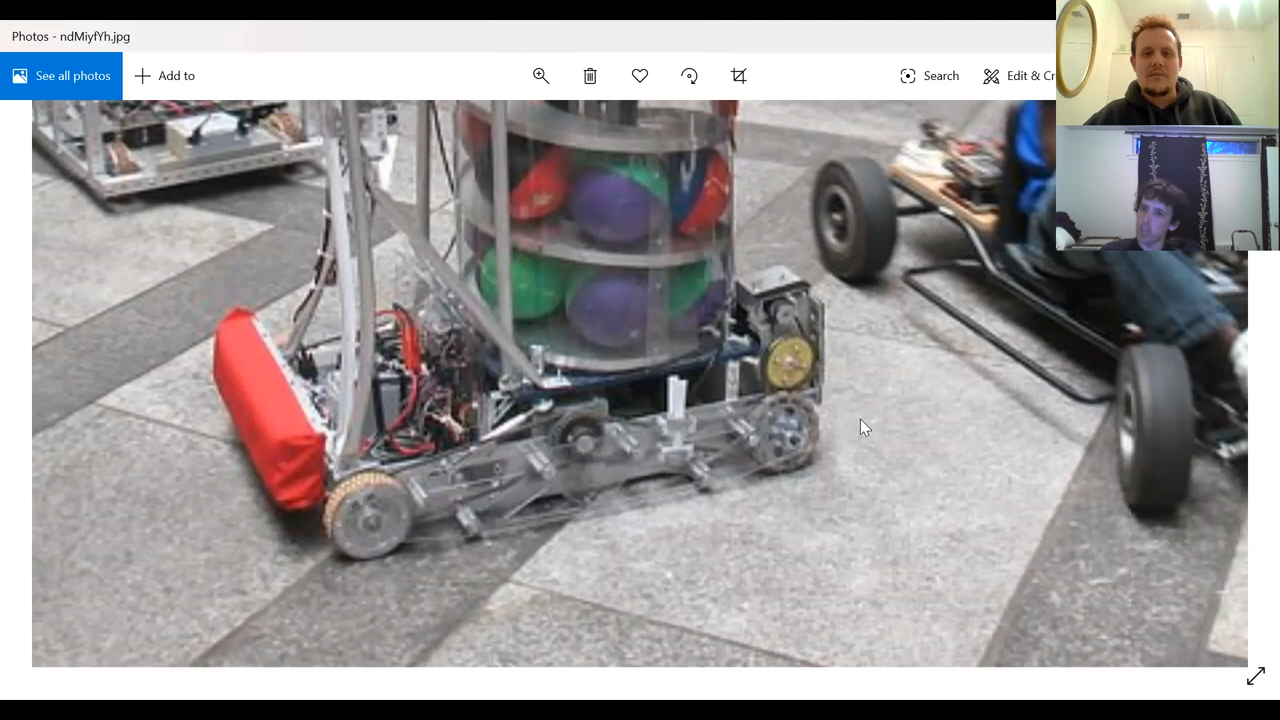 Photos - ndMiyfYh.jpg
See all photos
Add to
Search
Edit & Cr